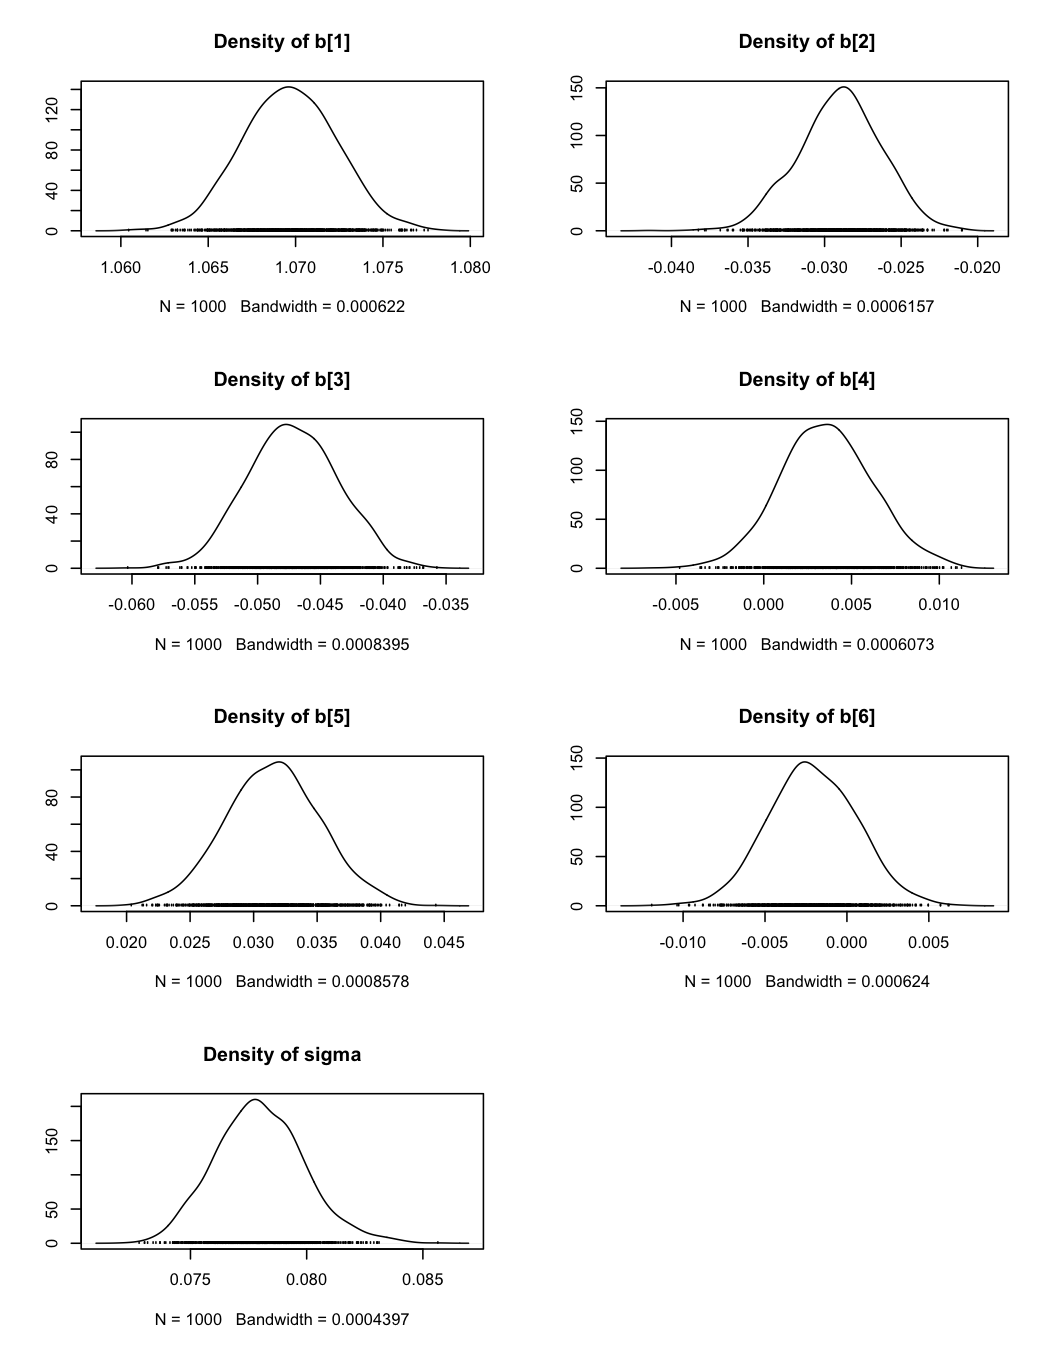 Density of b[1]
0 40 80 120
1.060 1.065 1.070 1.075 1.080
N = 1000 Bandwidth = 0.000622
Density of b[2]
0 50 100 150
-0.040 -0.035 -0.030 -0.025 -0.020
N = 1000 Bandwidth = 0.0006157
Density of b[3]
0 40 80
-0.060 -0.055 -0.050 -0.045 -0.040 -0.035
N = 1000 Bandwidth = 0.0008395
Density of b[4]
0 50 100 150
-0.005 0.000 0.005 0.010
N = 1000 Bandwidth = 0.0006073
Density of b[5]
0 40 80
0.020 0.025 0.030 0.035 0.040 0.045
N = 1000 Bandwidth = 0.0008578
Density of b[6]
0 50 100 150
-0.010 -0.005 0.000 0.005
N = 1000 Bandwidth = 0.000624
Density of sigma
0 50 150
0.075 0.080 0.085
N = 1000 Bandwidth = 0.0004397